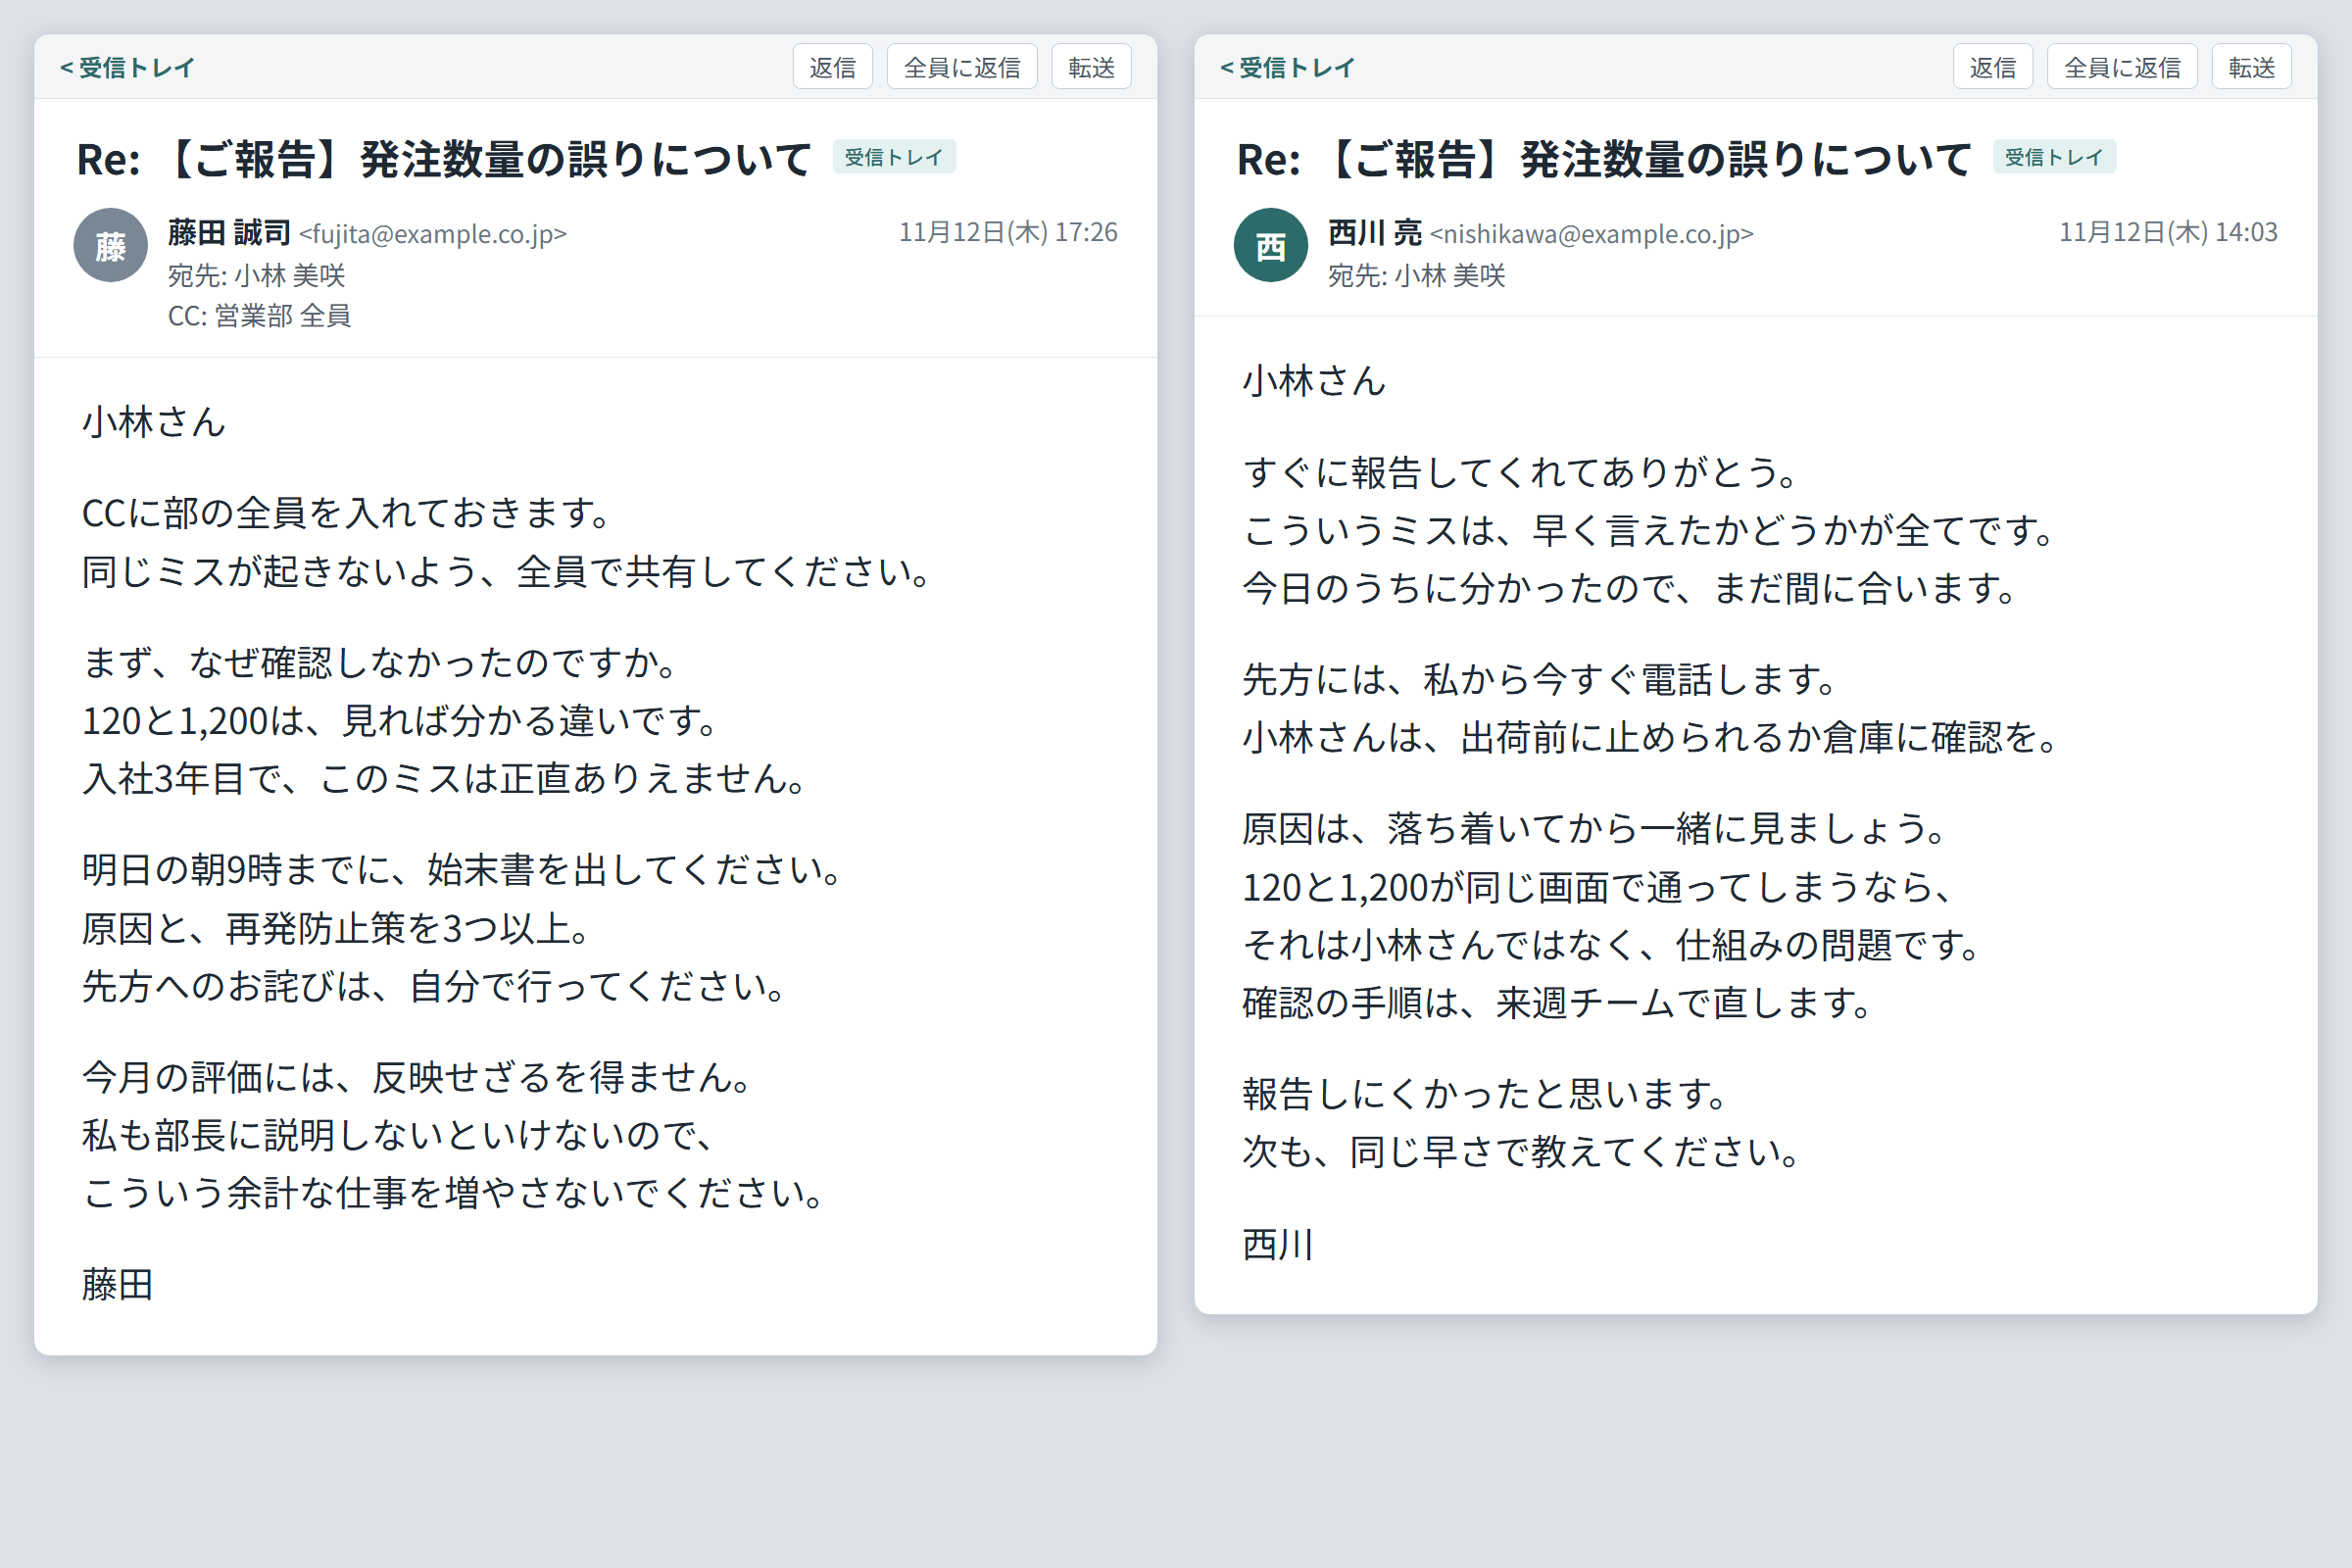 < 受信トレイ
返信
全員に返信
転送
Re: 【ご報告】発注数量の誤りについて
受信トレイ
藤
藤田 誠司 <fujita@example.co.jp>
11月12日(木) 17:26
宛先: 小林 美咲
CC: 営業部 全員
小林さん
CCに部の全員を入れておきます。
同じミスが起きないよう、全員で共有してください。
まず、なぜ確認しなかったのですか。
120と1,200は、見れば分かる違いです。
入社3年目で、このミスは正直ありえません。
明日の朝9時までに、始末書を出してください。
原因と、再発防止策を3つ以上。
先方へのお詫びは、自分で行ってください。
今月の評価には、反映せざるを得ません。
私も部長に説明しないといけないので、
こういう余計な仕事を増やさないでください。
藤田
< 受信トレイ
返信
全員に返信
転送
Re: 【ご報告】発注数量の誤りについて
受信トレイ
西
西川 亮 <nishikawa@example.co.jp>
11月12日(木) 14:03
宛先: 小林 美咲
小林さん
すぐに報告してくれてありがとう。
こういうミスは、早く言えたかどうかが全てです。
今日のうちに分かったので、まだ間に合います。
先方には、私から今すぐ電話します。
小林さんは、出荷前に止められるか倉庫に確認を。
原因は、落ち着いてから一緒に見ましょう。
120と1,200が同じ画面で通ってしまうなら、
それは小林さんではなく、仕組みの問題です。
確認の手順は、来週チームで直します。
報告しにくかったと思います。
次も、同じ早さで教えてください。
西川